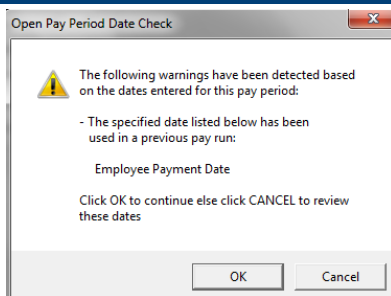 Open Pay Period Date Check
x
The following warnings have been detected based
on the dates entered for this pay period:
- The specified date listed below has been
used in a previous pay run:
Employee Payment Date
Click OK to continue else click CANCEL to review
these dates
OK
Cancel